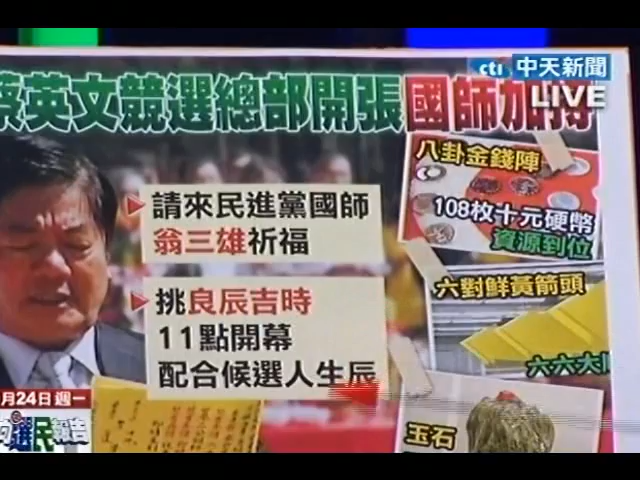 cti 中天新聞
LIVE
蔡英文競選總部開張國師加持
八卦金錢陣
108枚十元硬幣
資源到位
請來民進黨國師
翁三雄祈福
六對鮮黃箭頭
挑良辰吉時
11點開幕
配合候選人生辰
六六大順
月24日週一
選民報告
玉石